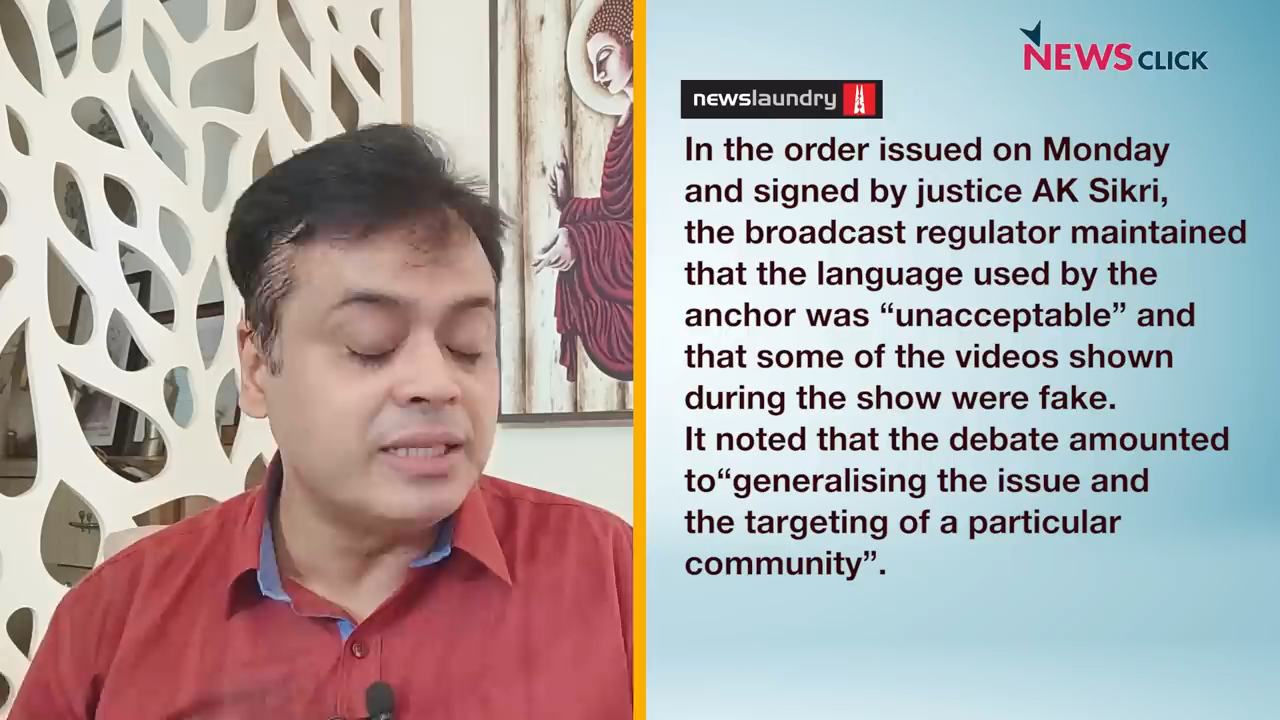 NEWS CLICK
newslaundry
In the order issued on Monday
and signed by justice AK Sikri,
the broadcast regulator maintained
that the language used by the
anchor was “unacceptable” and
that some of the videos shown
during the show were fake.
It noted that the debate amounted
to“generalising the issue and
the targeting of a particular
community”.